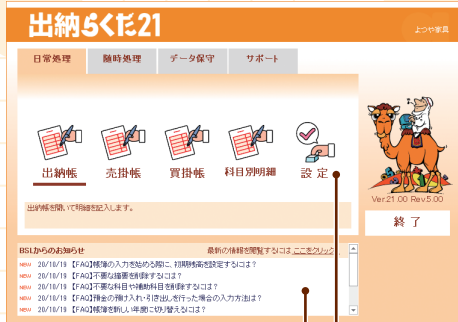 出納らくだ21
よつや家具
日常処理 随時処理 データ保守 サポート
出納帳 売掛帳 買掛帳 科目別明細 設定
出納帳を開いて明細を記入します。
Ver.21.00 Rev.5.00
終了
BSLからのお知らせ 最新の情報を閲覧するには ここをクリック
NEW 20/10/19 【FAQ】帳簿の入力を始める際に、初期残高を設定するには？
NEW 20/10/19 【FAQ】不要な摘要を削除するには？
NEW 20/10/19 【FAQ】不要な科目や補助科目を削除するには？
NEW 20/10/19 【FAQ】預金の預け入れ・引き出しを行った場合の入力方法は？
NEW 20/10/19 【FAQ】帳簿を新しい年度に切り替えるには？